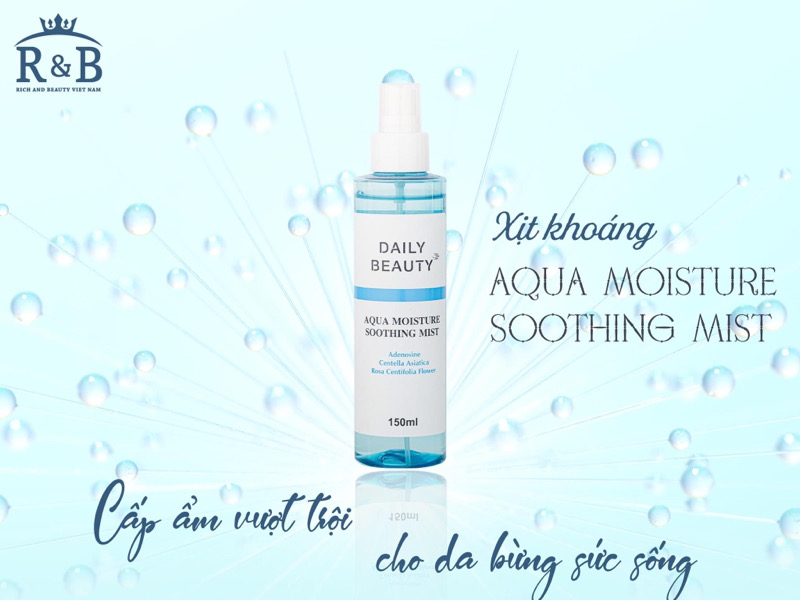 R&B
RICH AND BEAUTY VIET NAM
DAILY
BEAUTY
AQUA MOISTURE
SOOTHING MIST
Adenosine
Centella Asiatica
Rosa Centifolia Flower
150ml
Xịt khoáng
AQUA MOISTURE
SOOTHING MIST
150ml
Cấp ẩm vượt trội
cho da bừng sức sống